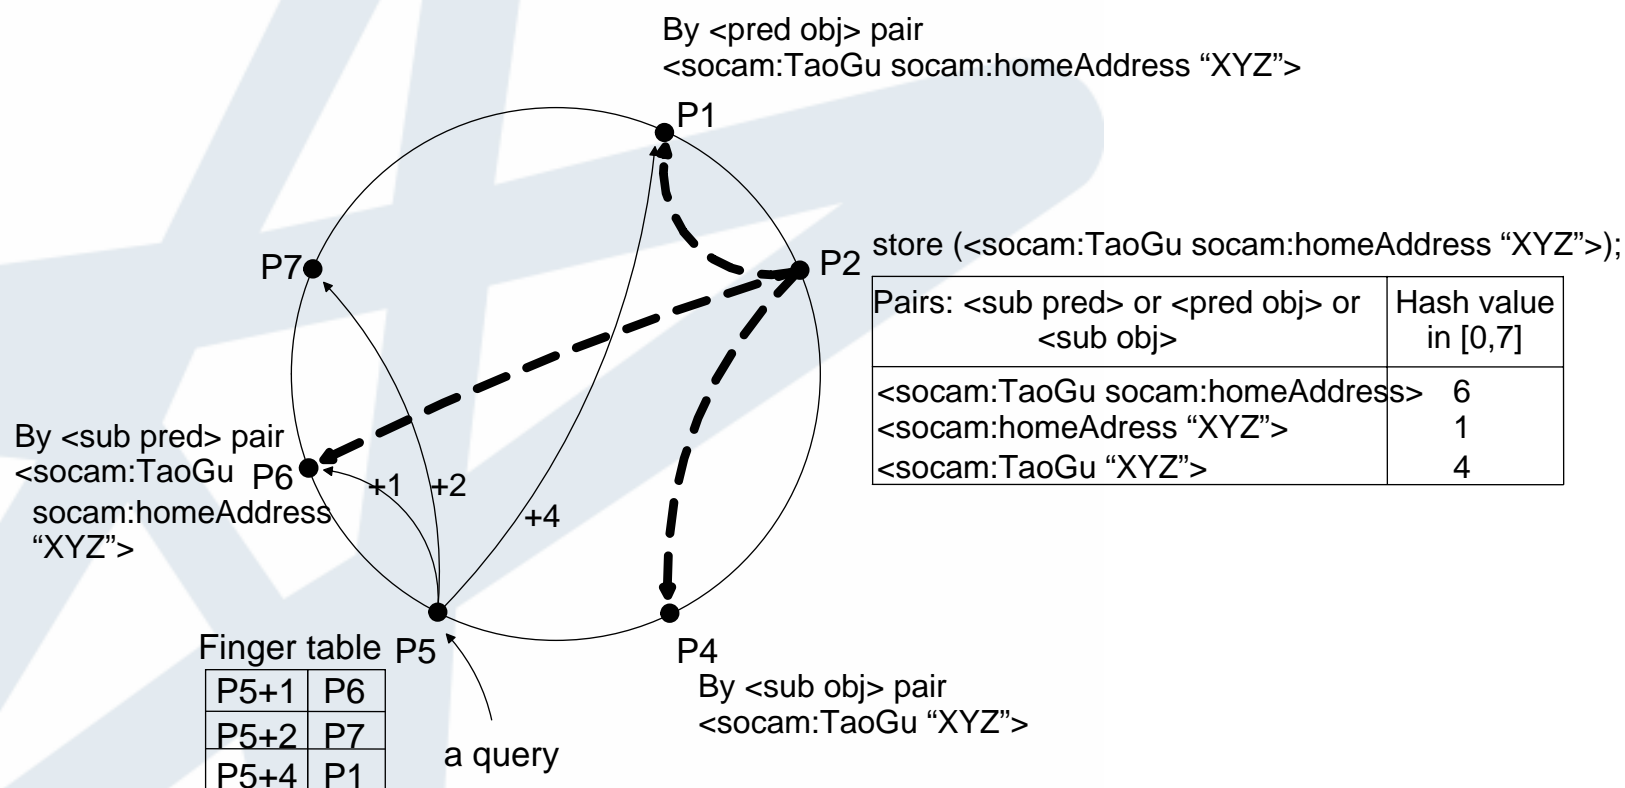 By <pred obj> pair
<socam:TaoGu socam:homeAddress “XYZ”>
P1
P7
P2
store (<socam:TaoGu socam:homeAddress “XYZ”>);
Pairs: <sub pred> or <pred obj> or
<sub obj>
Hash value
in [0,7]
<socam:TaoGu socam:homeAddress> 6
<socam:homeAdress “XYZ”> 1
<socam:TaoGu “XYZ”> 4
By <sub pred> pair
<socam:TaoGu
socam:homeAddress
“XYZ”>
P6
+1
+2
+4
Finger table
P5
P5+1 P6
P5+2 P7
P5+4 P1
a query
P4
By <sub obj> pair
<socam:TaoGu “XYZ”>